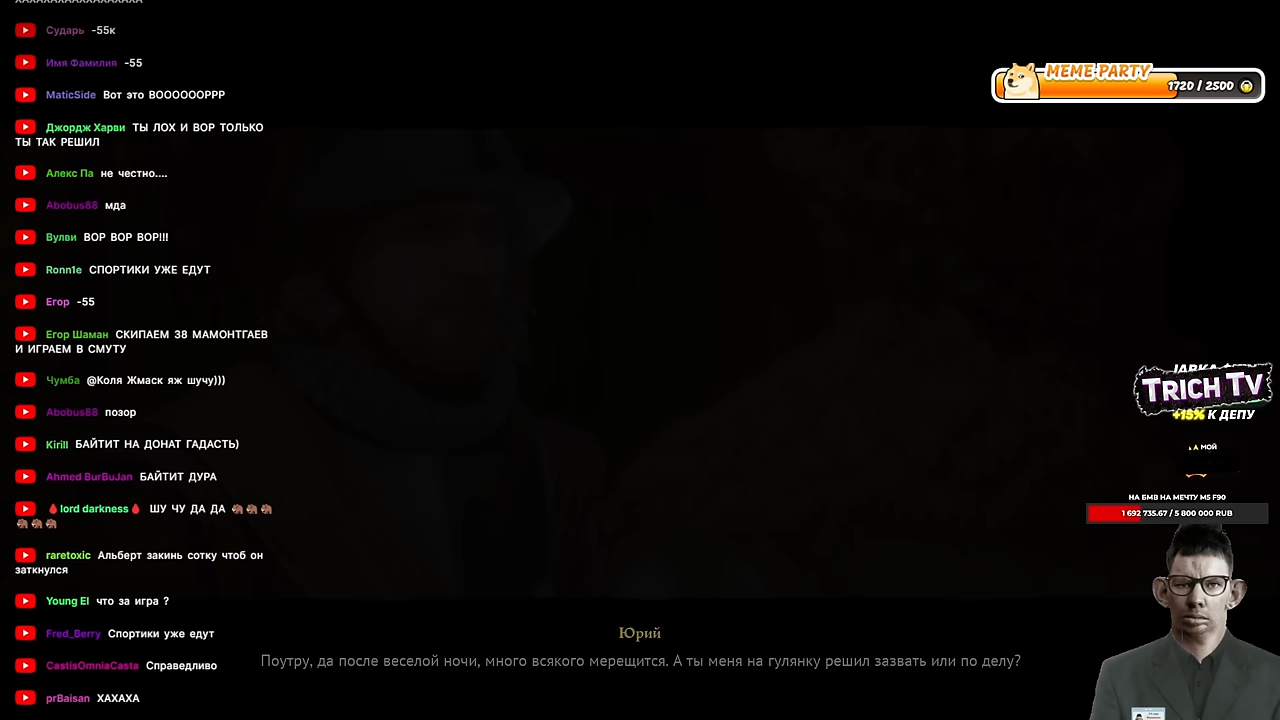 Сударь -55к
Имя Фамилия -55
MaticSide Вот это ВООООООРРР
Джордж Харви ТЫ ЛОХ И ВОР ТОЛЬКО
ТЫ ТАК РЕШИЛ
Алекс Па не честно....
Abobus88 мда
Вулви ВОР ВОР ВОР!!!
Ronn1e СПОРТИКИ УЖЕ ЕДУТ
Егор -55
Егор Шаман СКИПАЕМ 38 МАМОНТГАЕВ
И ИГРАЕМ В СМУТУ
Чумба @Коля Жмаск яж шучу)))
Abobus88 позор
Kirill БАЙТИТ НА ДОНАТ ГАДАСТЬ)
Ahmed BurBuJan БАЙТИТ ДУРА
lord darkness ШУ ЧУ ДА ДА
raretoxic Альберт закинь сотку чтоб он
заткнулся
Young El что за игра ?
Fred_Berry Спортики уже едут
CastisOmniaCasta Справедливо
prBaisan ХАХАХА
MEME PARTY
1720 / 2500
TRICH TV
+15% К ДЕПУ
МОЙ
НА БМВ НА МЕЧТУ M5 F90
1 692 735.67 / 5 800 000 RUB
Юрий
Поутру, да после веселой ночи, много всякого мерещится. А ты меня на гулянку решил зазвать или по делу?